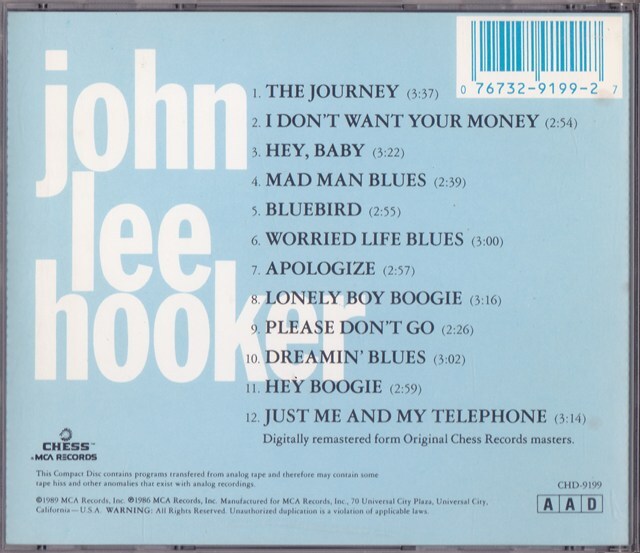 john
lee
hooker
0 76732-9199-2 7
1. THE JOURNEY (3:37)
2. I DON'T WANT YOUR MONEY (2:54)
3. HEY, BABY (3:22)
4. MAD MAN BLUES (2:39)
5. BLUEBIRD (2:55)
6. WORRIED LIFE BLUES (3:00)
7. APOLOGIZE (2:57)
8. LONELY BOY BOOGIE (3:16)
9. PLEASE DON'T GO (2:26)
10. DREAMIN' BLUES (3:02)
11. HEY BOOGIE (2:59)
12. JUST ME AND MY TELEPHONE (3:14)
Digitally remastered form Original Chess Records masters.
CHESS™
MCA RECORDS
This Compact Disc contains programs transfered from analog tape and therefore may contain some
tape hiss and other anomalies that exist with analog recordings.
©1989 MCA Records, Inc. ℗1986 MCA Records, Inc. Manufactured for MCA Records, Inc., 70 Universal City Plaza, Universal City,
California—U.S.A. WARNING: All Rights Reserved. Unauthorized duplication is a violation of applicable laws.
CHD-9199
A A D